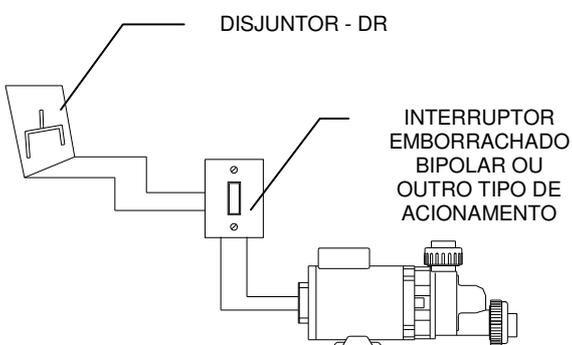 DISJUNTOR - DR
INTERRUPTOR
EMBORRACHADO
BIPOLAR OU
OUTRO TIPO DE
ACIONAMENTO